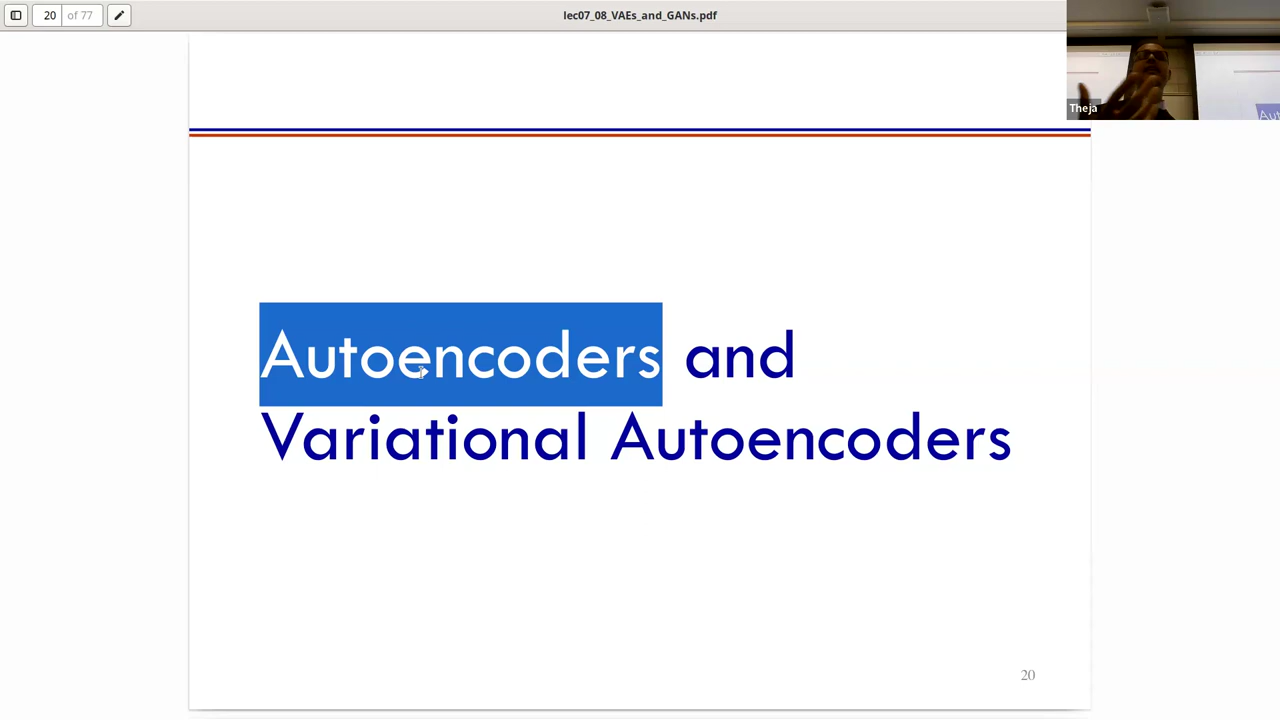 20 of 77
lec07_08_VAEs_and_GANs.pdf
Theja
Autoencoders and
Variational Autoencoders
20